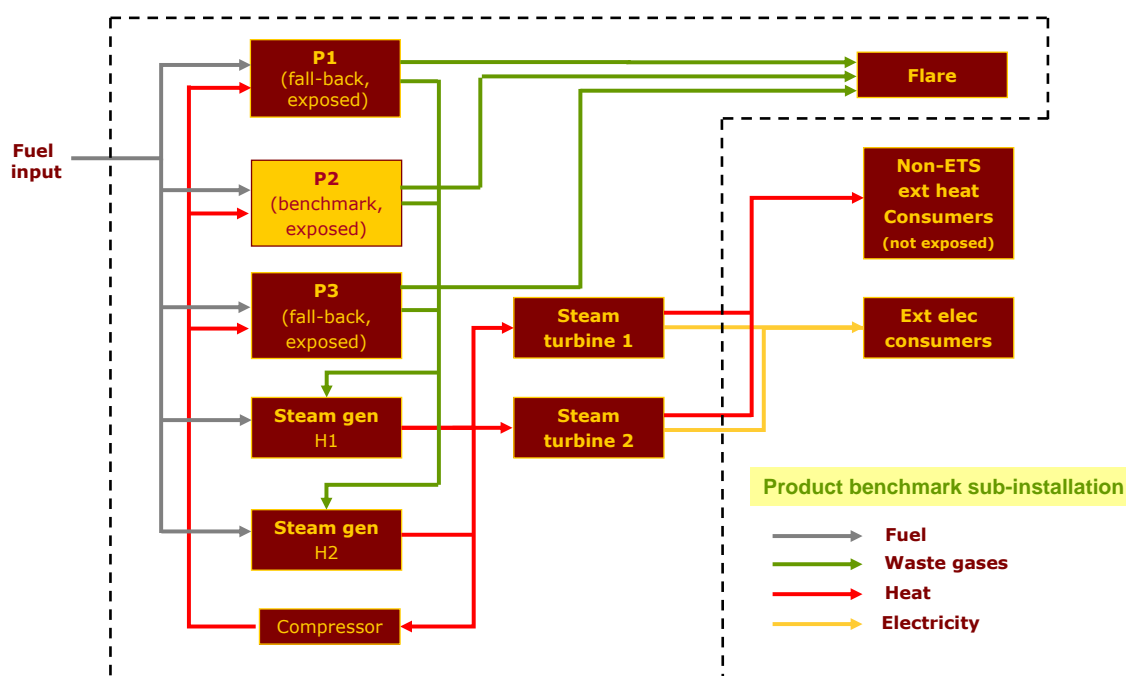 P1
(fall-back,
exposed)
Flare
Fuel
input
P2
(benchmark,
exposed)
Non-ETS
ext heat
Consumers
(not exposed)
P3
(fall-back,
exposed)
Steam
turbine 1
Ext elec
consumers
Steam gen
H1
Steam
turbine 2
Product benchmark sub-installation
Steam gen
H2
Fuel
Waste gases
Heat
Electricity
Compressor